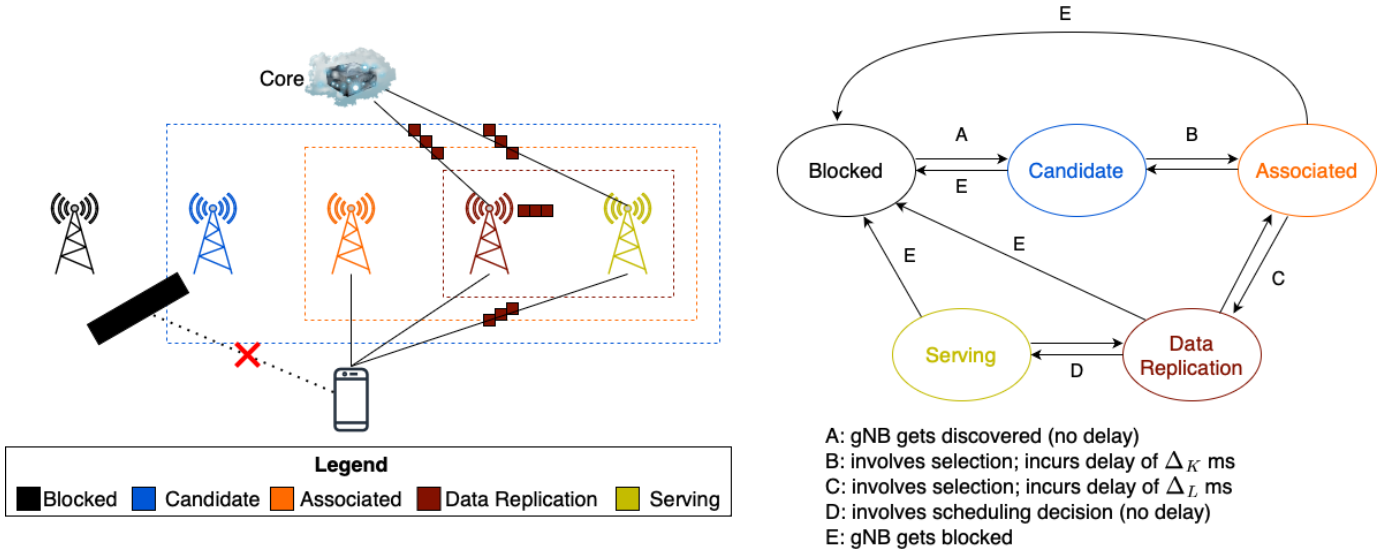 Core
Legend
Blocked
Candidate
Associated
Data Replication
Serving
E
Blocked
A
E
Candidate
B
Associated
E
E
C
Serving
D
Data
Replication
A: gNB gets discovered (no delay)
B: involves selection; incurs delay of Δ_K ms
C: involves selection; incurs delay of Δ_L ms
D: involves scheduling decision (no delay)
E: gNB gets blocked